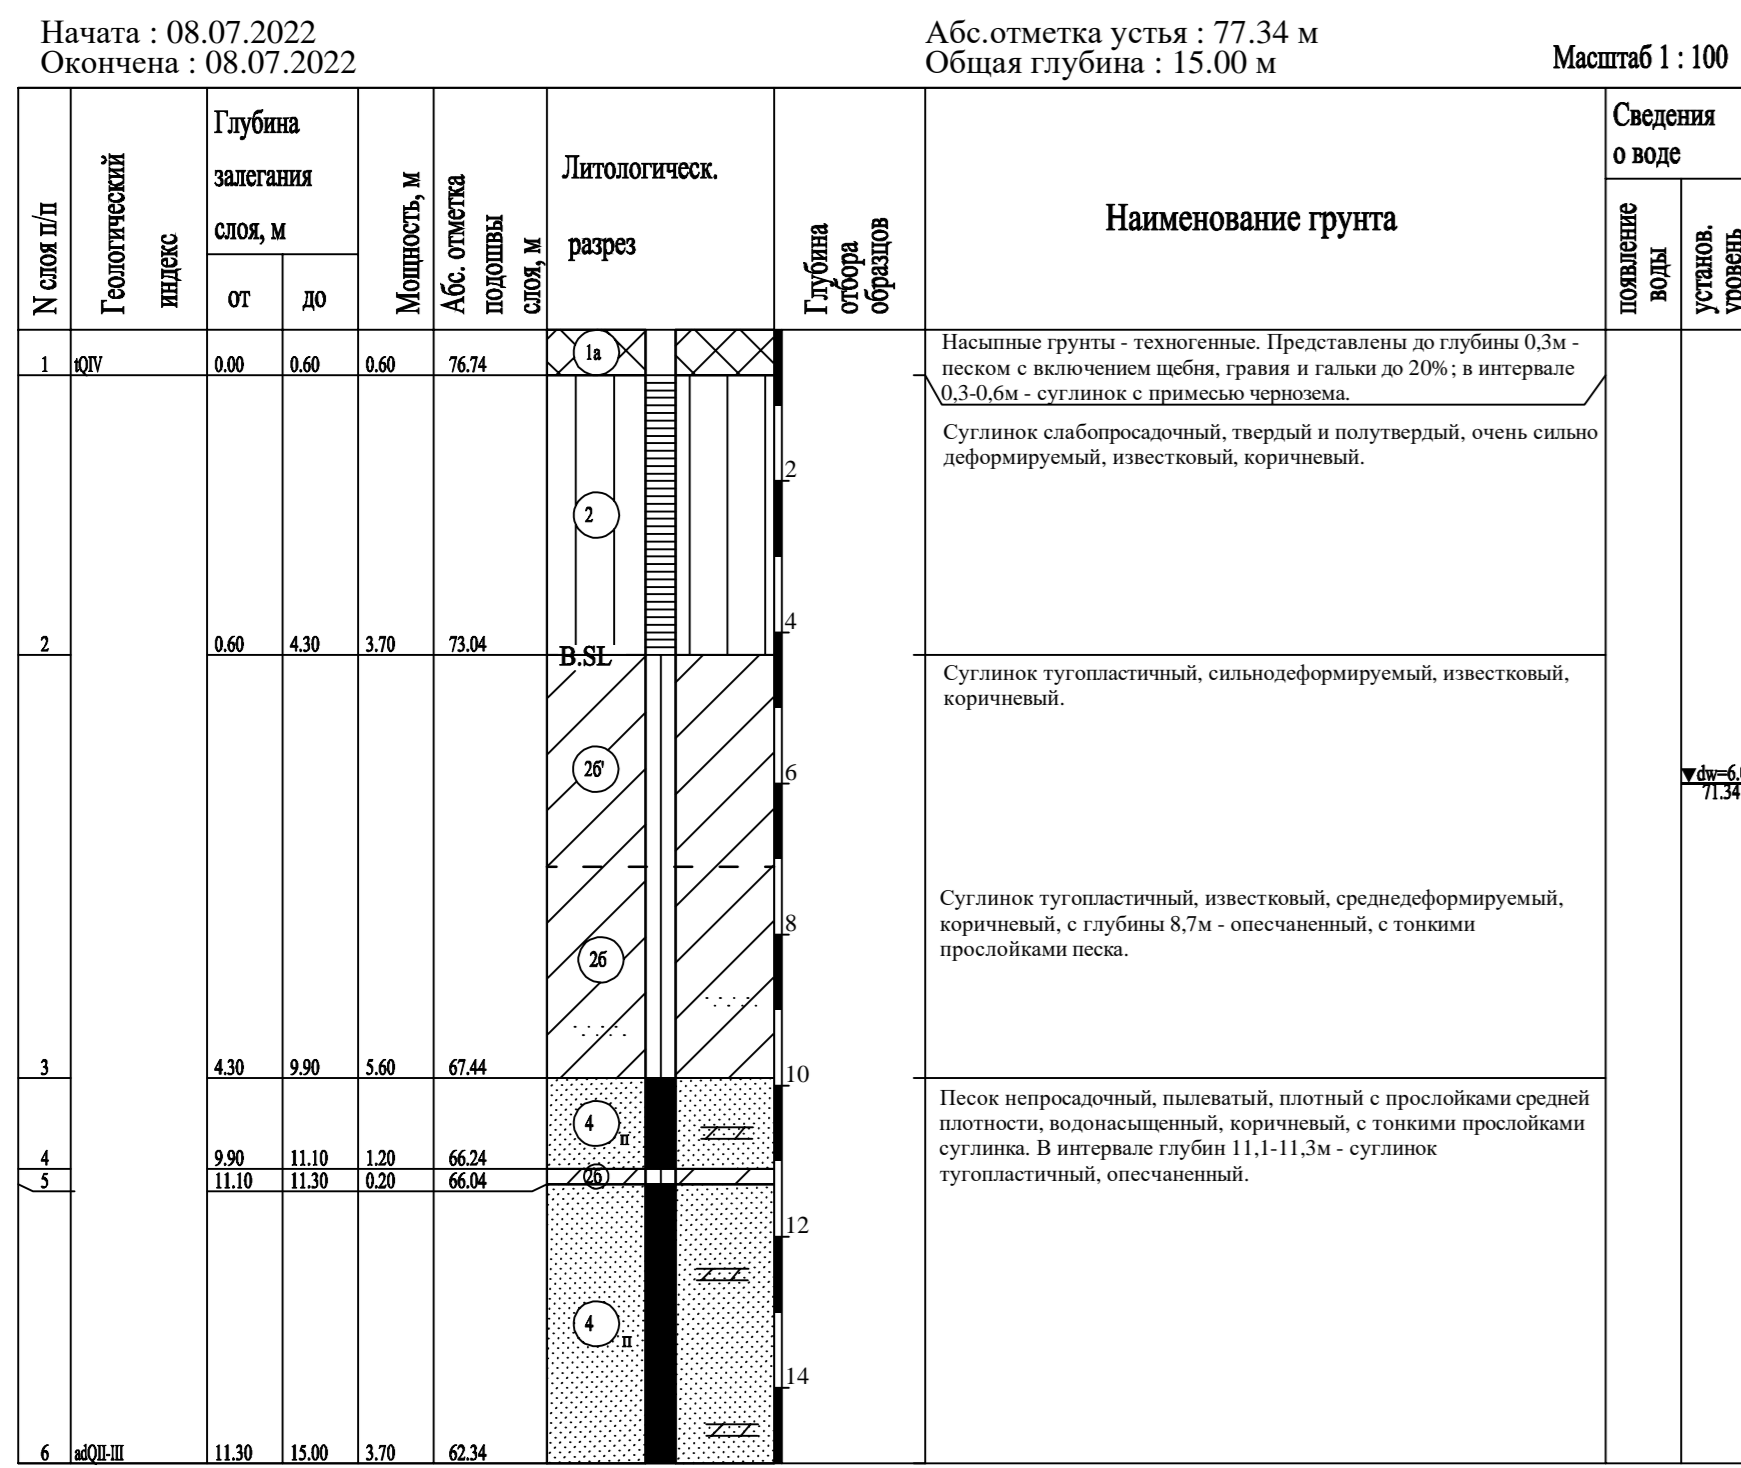 Начата : 08.07.2022
Окончена : 08.07.2022
Абс.отметка устья : 77.34 м
Общая глубина : 15.00 м
Масштаб 1 : 100
N слоя п/п
Геологический
индекс
Глубина
залегания
слоя, м
от
до
Мощность, м
Абс. отметка
подошвы
слоя, м
Литологическ.
разрез
Глубина
отбора
образцов
Наименование грунта
Сведения
о воде
появление
воды
установ.
уровень
1 tQIV 0.00 0.60 0.60 76.74
1а
Насыпные грунты - техногенные. Представлены до глубины 0,3м -
песком с включением щебня, гравия и гальки до 20%; в интервале
0,3-0,6м - суглинок с примесью чернозема.
Суглинок слабопросадочный, твердый и полутвердый, очень сильно
деформируемый, известковый, коричневый.
2
2
4
2 0.60 4.30 3.70 73.04
B.SL
Суглинок тугопластичный, сильнодеформируемый, известковый,
коричневый.
2б'
6
dw=6.
71.34
Суглинок тугопластичный, известковый, среднедеформируемый,
коричневый, с глубины 8,7м - опесчаненный, с тонкими
прослойками песка.
8
2б
3 4.30 9.90 5.60 67.44
10
Песок непросадочный, пылеватый, плотный с прослойками средней
плотности, водонасыщенный, коричневый, с тонкими прослойками
суглинка. В интервале глубин 11,1-11,3м - суглинок
тугопластичный, опесчаненный.
4
п
4 9.90 11.10 1.20 66.24
5 11.10 11.30 0.20 66.04
2б
12
4
п
14
6 adQII-III 11.30 15.00 3.70 62.34